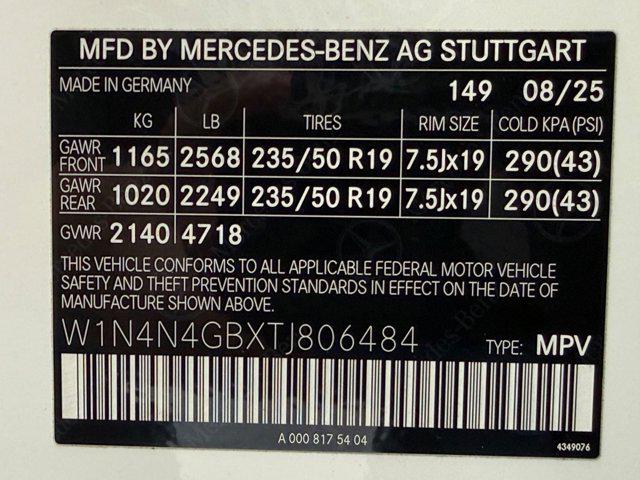 MFD BY MERCEDES-BENZ AG STUTTGART
MADE IN GERMANY 149 08/25
KG LB TIRES RIM SIZE COLD KPA(PSI)
GAWR FRONT 1165 2568 235/50 R19 7.5Jx19 290(43)
GAWR REAR 1020 2249 235/50 R19 7.5Jx19 290(43)
GVWR 2140 4718
THIS VEHICLE CONFORMS TO ALL APPLICABLE FEDERAL MOTOR VEHICLE
SAFETY AND THEFT PREVENTION STANDARDS IN EFFECT ON THE DATE OF
MANUFACTURE SHOWN ABOVE.
W1N4N4GBXTJ806484 TYPE: MPV
A 000 817 54 04
4349076